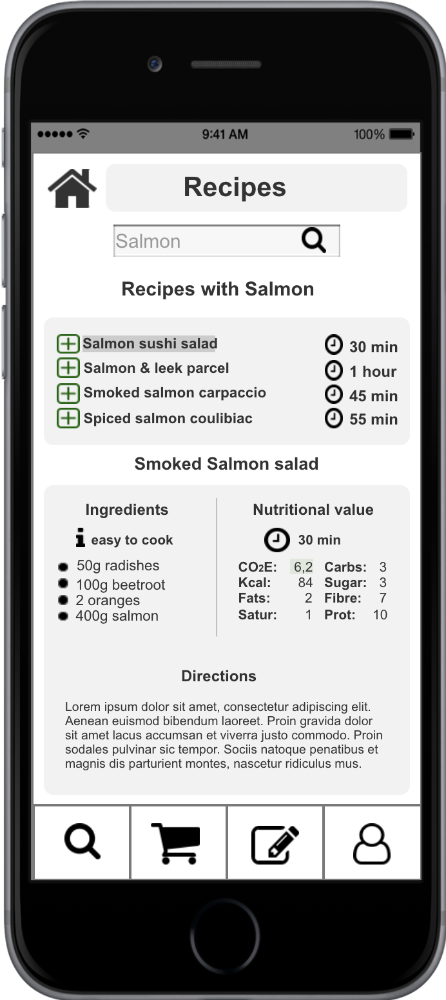 9:41 AM 100%
Recipes
Salmon
Recipes with Salmon
Salmon sushi salad 30 min
Salmon & leek parcel 1 hour
Smoked salmon carpaccio 45 min
Spiced salmon coulibiac 55 min
Smoked Salmon salad
Ingredients
easy to cook
50g radishes
100g beetroot
2 oranges
400g salmon
Nutritional value
30 min
CO2E: 6,2 Carbs: 3
Kcal: 84 Sugar: 3
Fats: 2 Fibre: 7
Satur: 1 Prot: 10
Directions
Lorem ipsum dolor sit amet, consectetur adipiscing elit.
Aenean euismod bibendum laoreet. Proin gravida dolor
sit amet lacus accumsan et viverra justo commodo. Proin
sodales pulvinar sic tempor. Sociis natoque penatibus et
magnis dis parturient montes, nascetur ridiculus mus.